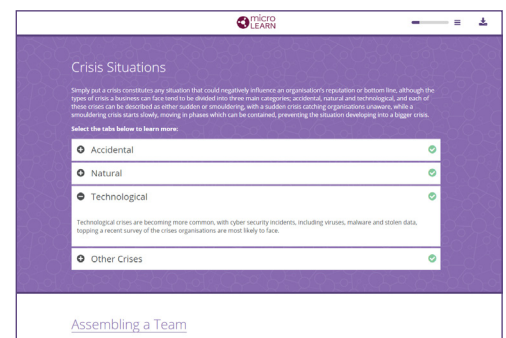 micro
LEARN
Crisis Situations
Simply put a crisis constitutes any situation that could negatively influence an organisation's reputation or bottom line, although the
types of crisis a business can face tend to be divided into three main categories; accidental, natural and technological, and each of
these crises can be described as either sudden or smouldering, with a sudden crisis catching organisations unaware, while a
smouldering crisis starts slowly, moving in phases which can be contained, preventing the situation developing into a bigger crisis.
Select the tabs below to learn more:
Accidental
Natural
Technological
Technological crises are becoming more common, with cyber security incidents, including viruses, malware and stolen data,
topping a recent survey of the crises organisations are most likely to face.
Other Crises
Assembling a Team